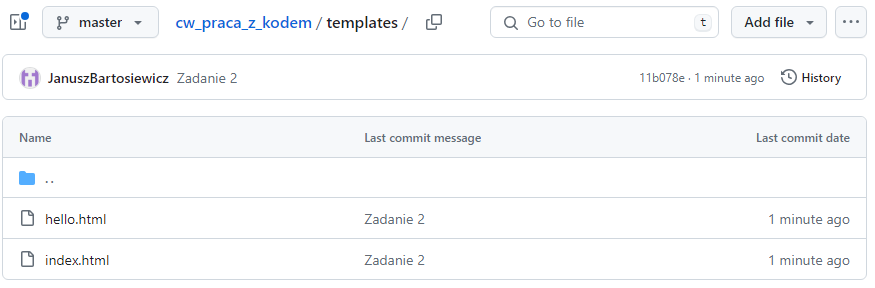 master cw_praca_z_kodem / templates / Go to file t Add file
JanuszBartosiewicz Zadanie 2 11b078e · 1 minute ago History
Name Last commit message Last commit date
..
hello.html Zadanie 2 1 minute ago
index.html Zadanie 2 1 minute ago